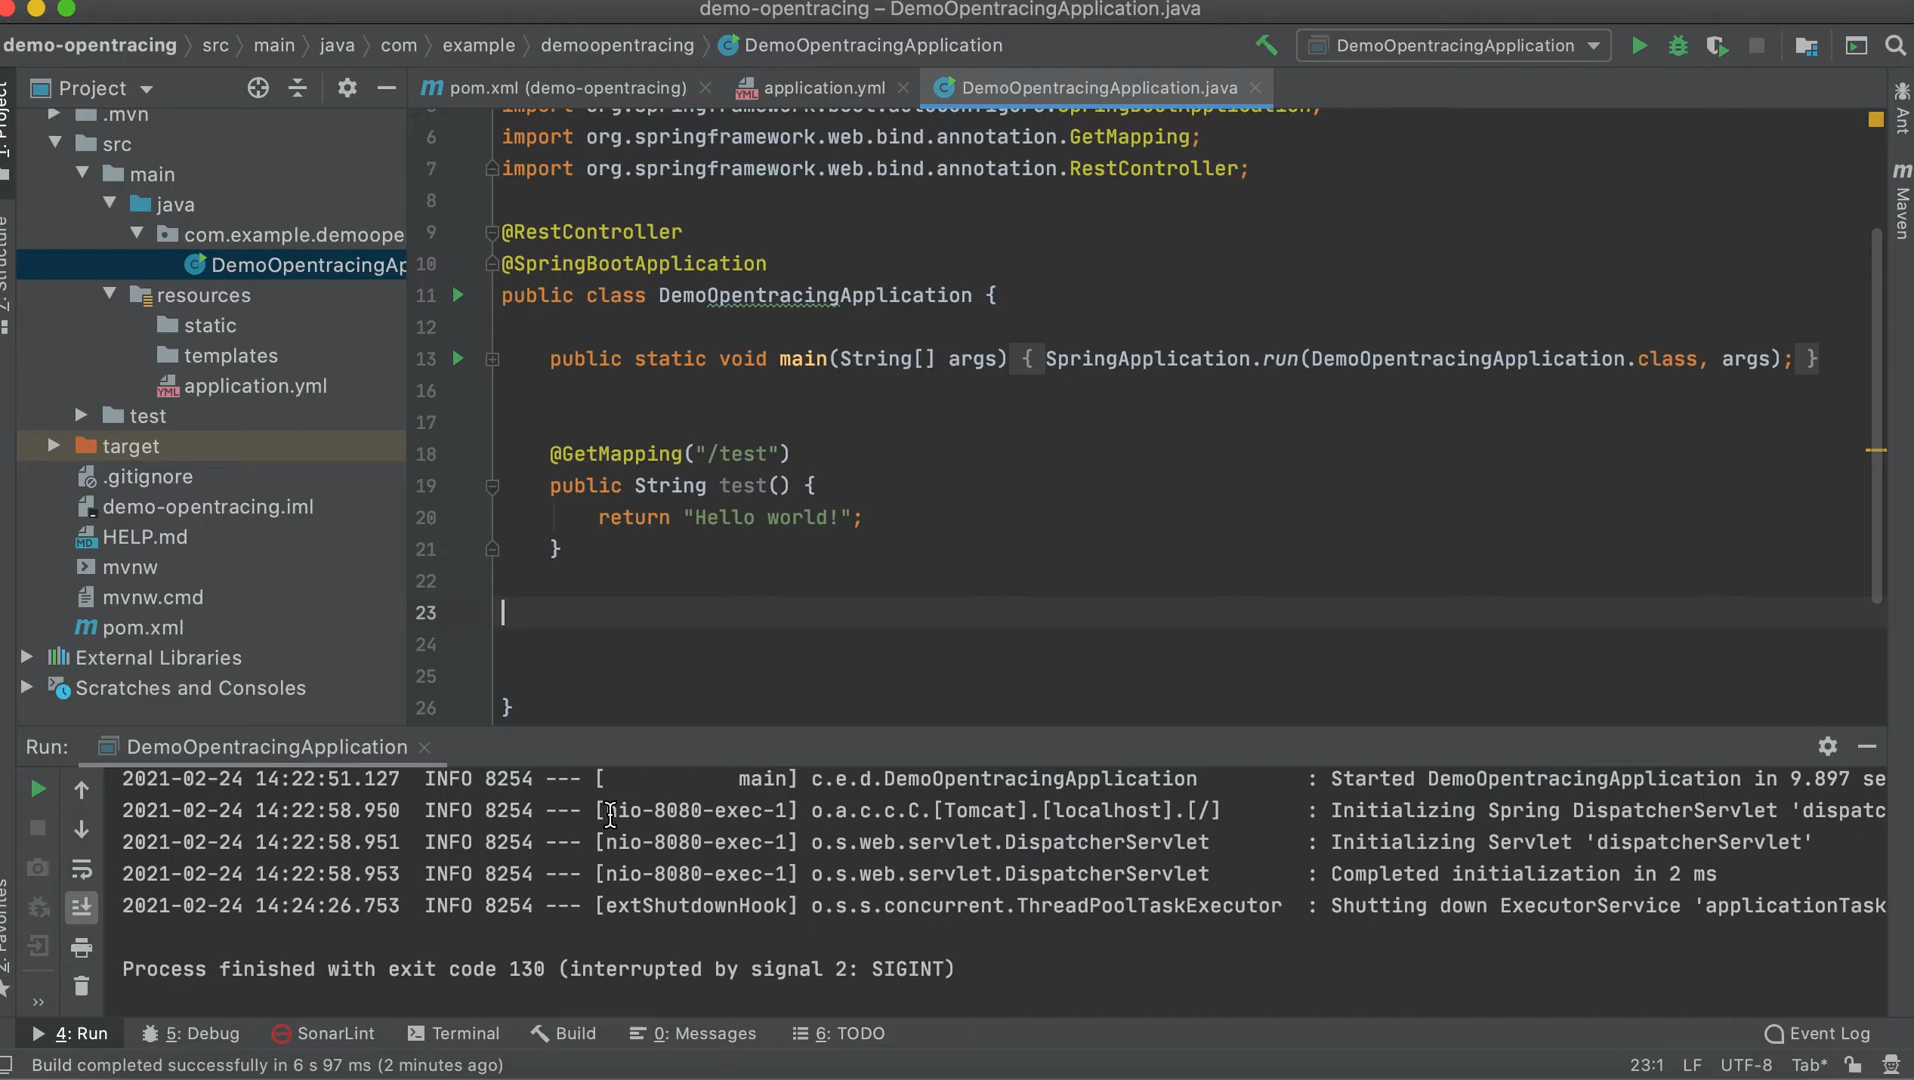 demo-opentracing – DemoOpentracingApplication.java
demo-opentracing src main java com example demoopentracing DemoOpentracingApplication
DemoOpentracingApplication
Project
pom.xml (demo-opentracing)
application.yml
DemoOpentracingApplication.java
1: Project
Z: Structure
2: Favorites
Ant
Maven
.mvn
src
main
java
com.example.demoope
DemoOpentracingAp
resources
static
templates
application.yml
test
target
.gitignore
demo-opentracing.iml
HELP.md
mvnw
mvnw.cmd
pom.xml
External Libraries
Scratches and Consoles
import org.springframework.boot.autoconfigure.SpringBootApplication;
6 import org.springframework.web.bind.annotation.GetMapping;
7 import org.springframework.web.bind.annotation.RestController;
8
9 @RestController
10 @SpringBootApplication
11 public class DemoOpentracingApplication {
12
13 public static void main(String[] args) { SpringApplication.run(DemoOpentracingApplication.class, args); }
16
17
18 @GetMapping("/test")
19 public String test() {
20 return "Hello world!";
21 }
22
23
24
25
26 }
Run: DemoOpentracingApplication
2021-02-24 14:22:51.127 INFO 8254 --- [ main] c.e.d.DemoOpentracingApplication : Started DemoOpentracingApplication in 9.897 se
2021-02-24 14:22:58.950 INFO 8254 --- [nio-8080-exec-1] o.a.c.c.C.[Tomcat].[localhost].[/] : Initializing Spring DispatcherServlet 'dispatc
2021-02-24 14:22:58.951 INFO 8254 --- [nio-8080-exec-1] o.s.web.servlet.DispatcherServlet : Initializing Servlet 'dispatcherServlet'
2021-02-24 14:22:58.953 INFO 8254 --- [nio-8080-exec-1] o.s.web.servlet.DispatcherServlet : Completed initialization in 2 ms
2021-02-24 14:24:26.753 INFO 8254 --- [extShutdownHook] o.s.s.concurrent.ThreadPoolTaskExecutor : Shutting down ExecutorService 'applicationTask
Process finished with exit code 130 (interrupted by signal 2: SIGINT)
4: Run 5: Debug SonarLint Terminal Build 0: Messages 6: TODO Event Log
Build completed successfully in 6 s 97 ms (2 minutes ago) 23:1 LF UTF-8 Tab*